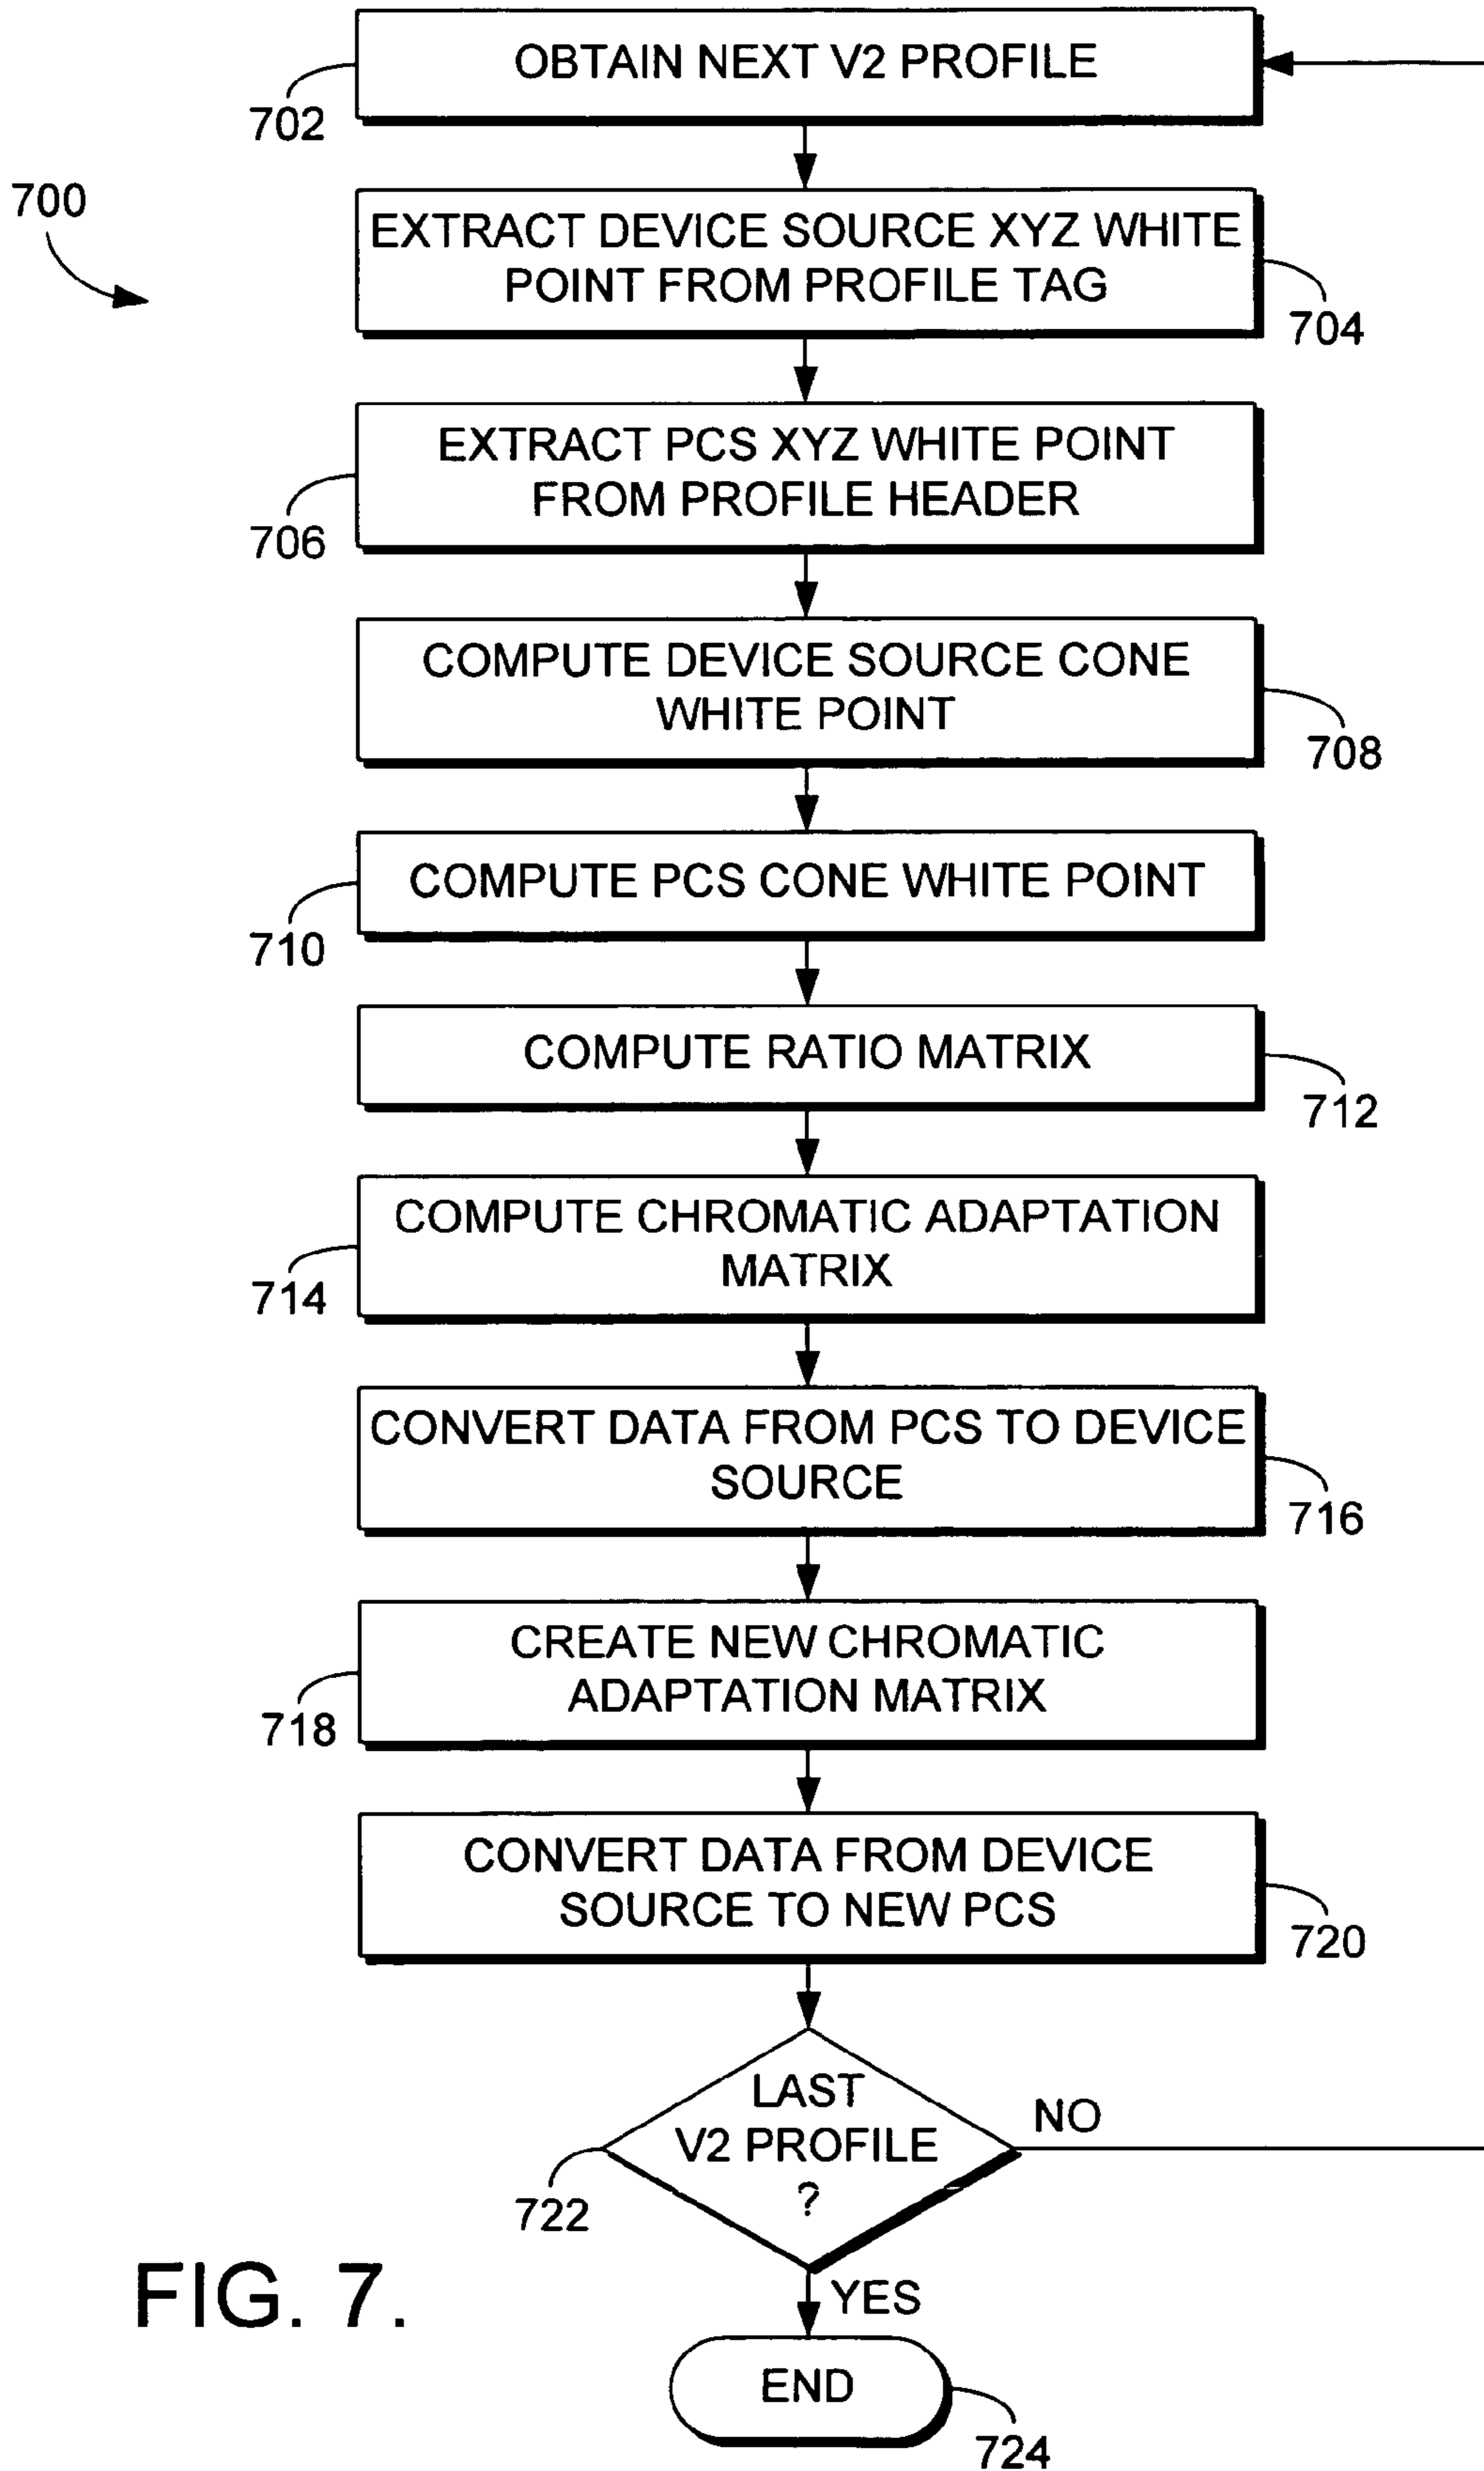 OBTAIN NEXT V2 PROFILE
702
700
EXTRACT DEVICE SOURCE XYZ WHITE
POINT FROM PROFILE TAG
704
EXTRACT PCS XYZ WHITE POINT
FROM PROFILE HEADER
706
COMPUTE DEVICE SOURCE CONE
WHITE POINT
708
COMPUTE PCS CONE WHITE POINT
710
COMPUTE RATIO MATRIX
712
COMPUTE CHROMATIC ADAPTATION
MATRIX
714
CONVERT DATA FROM PCS TO DEVICE
SOURCE
716
CREATE NEW CHROMATIC
ADAPTATION MATRIX
718
CONVERT DATA FROM DEVICE
SOURCE TO NEW PCS
720
LAST
V2 PROFILE
?
NO
722
YES
END
724
FIG. 7.